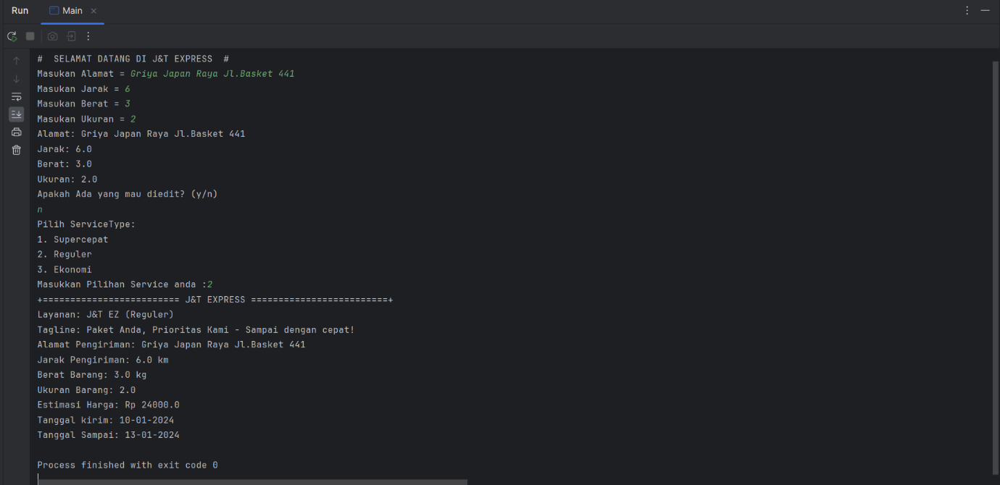 Run Main
#  SELAMAT DATANG DI J&T EXPRESS  #
Masukan Alamat = Griya Japan Raya Jl.Basket 441
Masukan Jarak = 6
Masukan Berat = 3
Masukan Ukuran = 2
Alamat: Griya Japan Raya Jl.Basket 441
Jarak: 6.0
Berat: 3.0
Ukuran: 2.0
Apakah Ada yang mau diedit? (y/n)
n
Pilih ServiceType:
1. Supercepat
2. Reguler
3. Ekonomi
Masukkan Pilihan Service anda :2
+========================= J&T EXPRESS =========================+
Layanan: J&T EZ (Reguler)
Tagline: Paket Anda, Prioritas Kami - Sampai dengan cepat!
Alamat Pengiriman: Griya Japan Raya Jl.Basket 441
Jarak Pengiriman: 6.0 km
Berat Barang: 3.0 kg
Ukuran Barang: 2.0
Estimasi Harga: Rp 24000.0
Tanggal kirim: 10-01-2024
Tanggal Sampai: 13-01-2024
Process finished with exit code 0